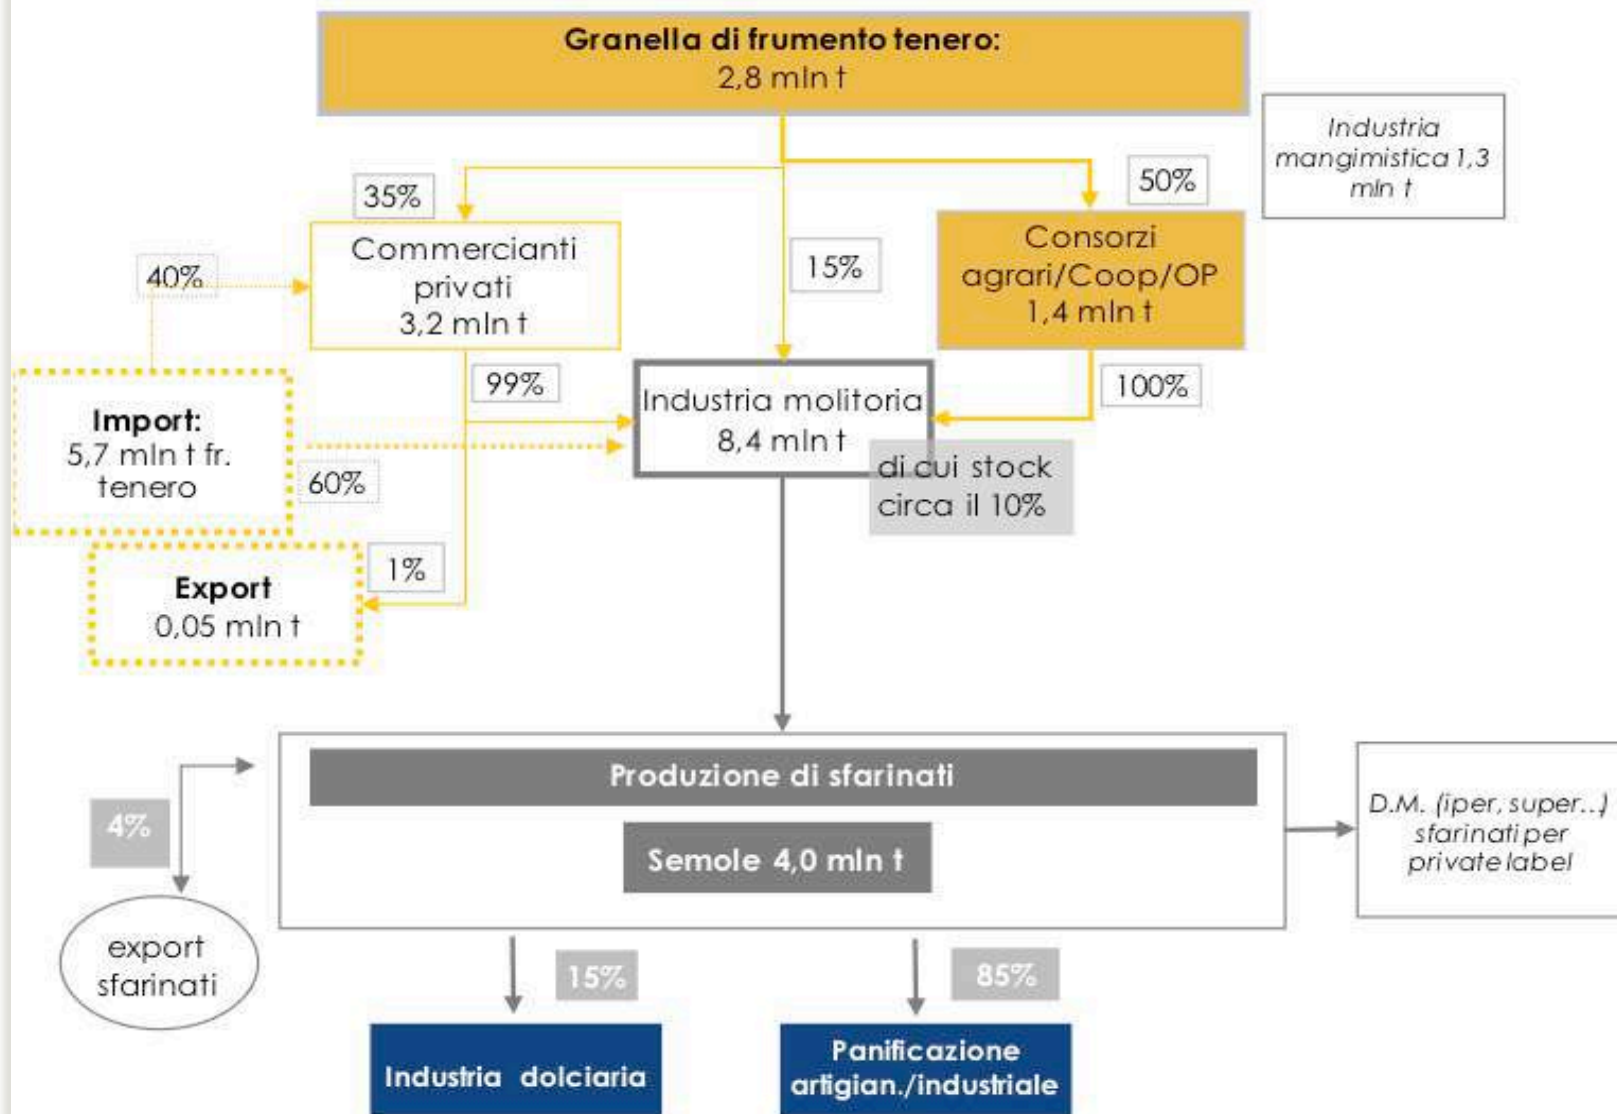 Granella di frumento tenero:
2,8 mln t
Industria
mangimistica 1,3
mln t
35%
15%
50%
Commercianti
privati
3,2 mln t
Consorzi
agrari/Coop/OP
1,4 mln t
40%
99%
100%
Import:
5,7 mln t fr.
tenero
60%
Industria molitoria
8,4 mln t
di cui stock
circa il 10%
1%
Export
0,05 mln t
Produzione di sfarinati
Semole 4,0 mln t
4%
export
sfarinati
D.M. (iper, super...)
sfarinati per
private label
15%
85%
Industria dolciaria
Panificazione
artigian./industriale